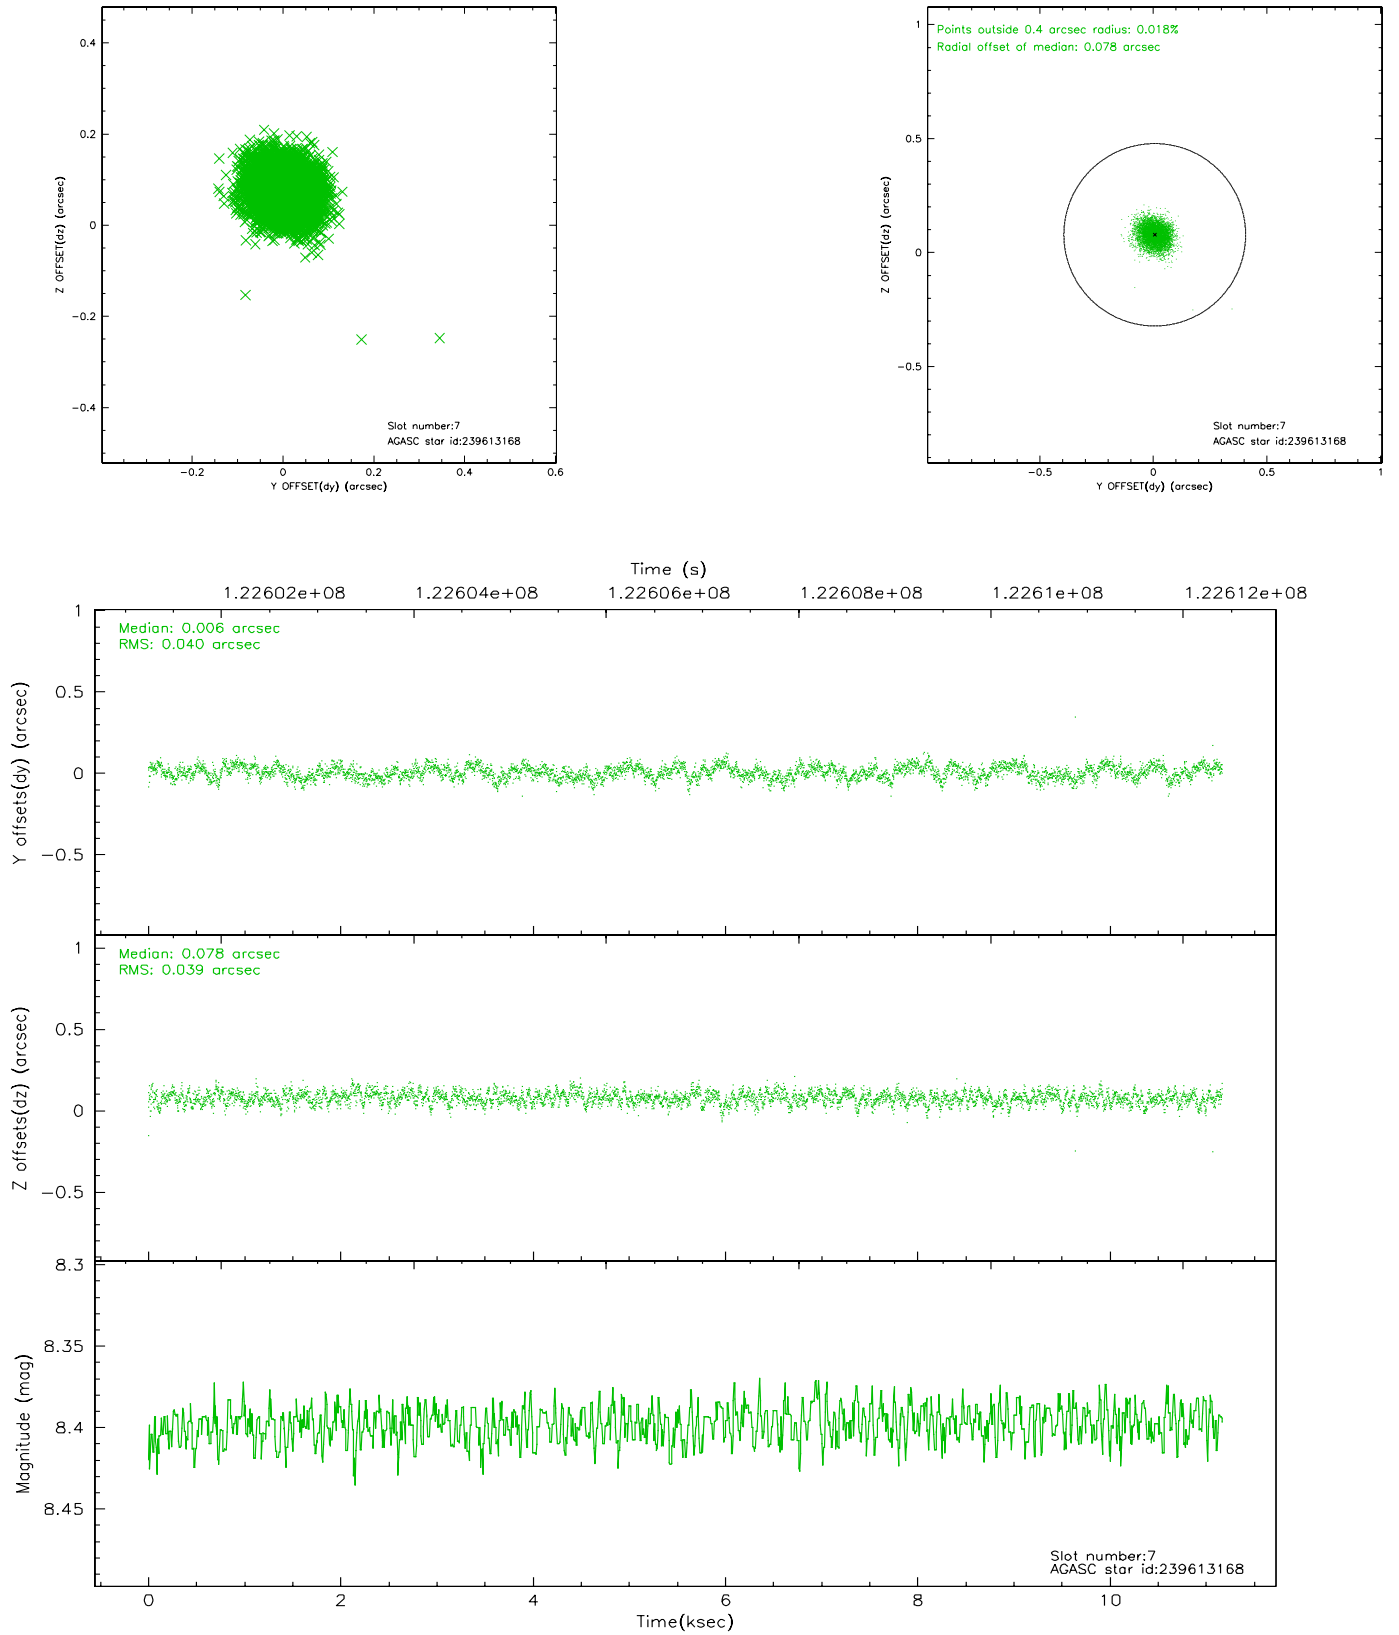 0.4
0.2
0
-0.2
-0.4
Z OFFSET(dz) (arcsec)
Slot number:7
AGASC star id:239613168
-0.2 0 0.2 0.4 0.6
Y OFFSET(dy) (arcsec)
Points outside 0.4 arcsec radius: 0.018%
Radial offset of median: 0.078 arcsec
1
0.5
0
-0.5
Z OFFSET(dz) (arcsec)
Slot number:7
AGASC star id:239613168
-0.5 0 0.5 1
Y OFFSET(dy) (arcsec)
Time (s)
1.22602e+08 1.22604e+08 1.22606e+08 1.22608e+08 1.2261e+08 1.22612e+08
Median: 0.006 arcsec
RMS: 0.040 arcsec
1
0.5
0
-0.5
Y offsets(dy) (arcsec)
Median: 0.078 arcsec
RMS: 0.039 arcsec
1
0.5
0
-0.5
Z offsets(dz) (arcsec)
8.3
8.35
8.4
8.45
Magnitude (mag)
Slot number:7
AGASC star id:239613168
0 2 4 6 8 10
Time(ksec)